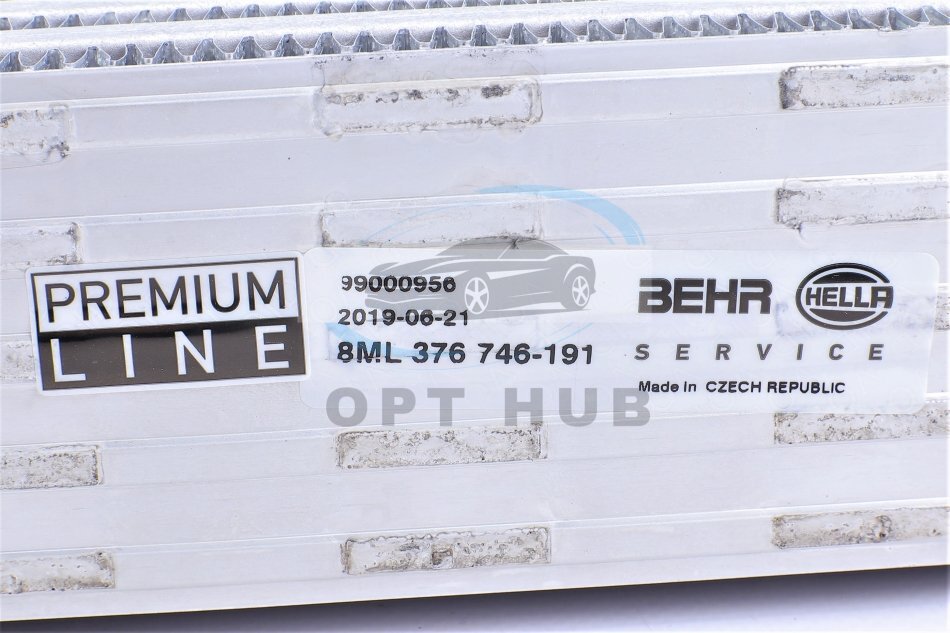 PREMIUM
LINE
99000956
2019-06-21
8ML 376 746-191
BEHR HELLA
SERVICE
Made in CZECH REPUBLIC
OPT HUB